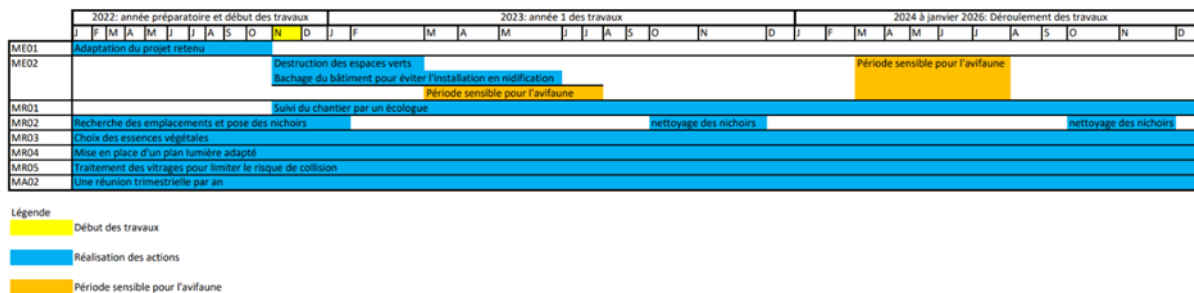 2022: année préparatoire et début des travaux 2023: année 1 des travaux 2024 à janvier 2026: Déroulement des travaux
J F M A M J J A S O N D J F M A M J J A S O N D J F M A M J J A S O N D
ME01 Adaptation du projet retenu
ME02 Destruction des espaces verts Période sensible pour l'avifaune
Bachage du bâtiment pour éviter l'installation en nidification
Période sensible pour l'avifaune
MR01 Suivi du chantier par un écologue
MR02 Recherche des emplacements et pose des nichoirs nettoyage des nichoirs nettoyage des nichoirs
MR03 Choix des essences végétales
MR04 Mise en place d'un plan lumière adapté
MR05 Traitement des vitrages pour limiter le risque de collision
MA02 Une réunion trimestrielle par an
Légende
Début des travaux
Réalisation des actions
Période sensible pour l'avifaune